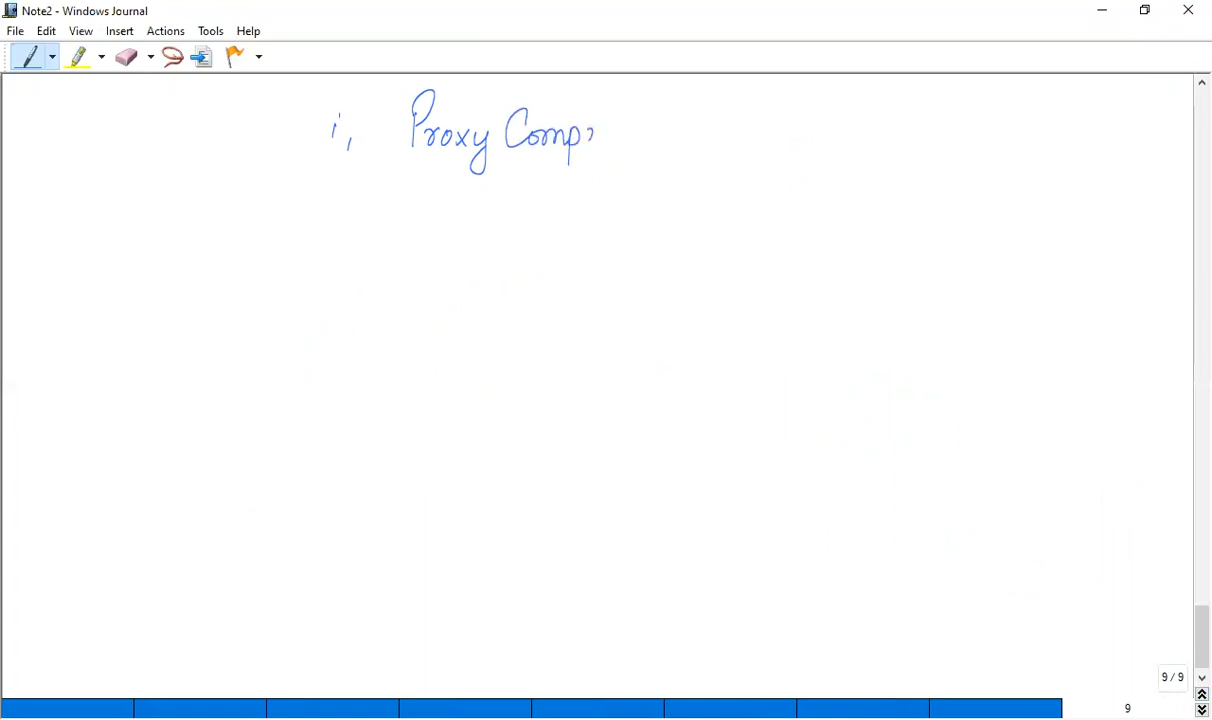 Note2 - Windows Journal
File Edit View Insert Actions Tools Help
i, Proxy Comp
9 / 9
9